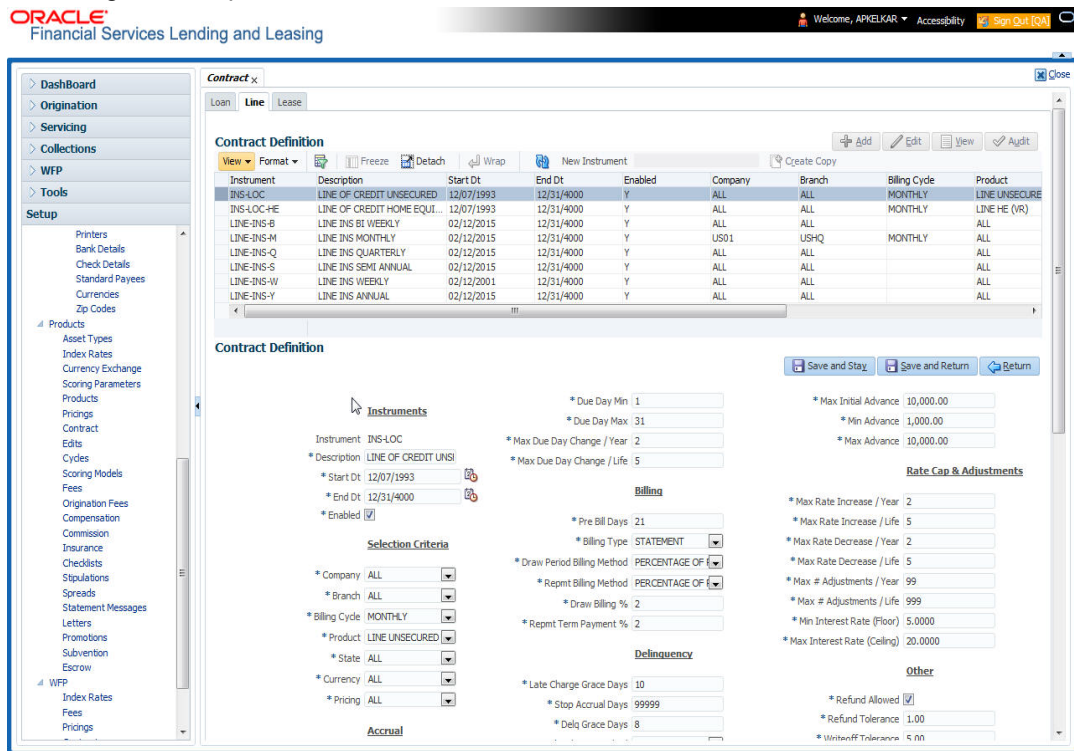 ORACLE
Financial Services Lending and Leasing
Welcome, APKELKAR Accessibility Sign Out [QA]
Close
DashBoard
Origination
Servicing
Collections
WFP
Tools
Setup
Printers
Bank Details
Check Details
Standard Payees
Currencies
Zip Codes
Products
Asset Types
Index Rates
Currency Exchange
Scoring Parameters
Products
Pricings
Contract
Edits
Cycles
Scoring Models
Fees
Origination Fees
Compensation
Commission
Insurance
Checklists
Stipulations
Spreads
Statement Messages
Letters
Promotions
Subvention
Escrow
WFP
Index Rates
Fees
Pricings
Contract
Loan Line Lease
Contract Definition
Add Edit View Audit
View Format Freeze Detach Wrap New Instrument Create Copy
Instrument Description Start Dt End Dt Enabled Company Branch Billing Cycle Product
INS-LOC LINE OF CREDIT UNSECURED 12/07/1993 12/31/4000 Y ALL ALL MONTHLY LINE UNSECURE
INS-LOC-HE LINE OF CREDIT HOME EQUI... 12/07/1993 12/31/4000 Y ALL ALL MONTHLY LINE HE (VR)
LINE-INS-B LINE INS BI WEEKLY 02/12/2015 12/31/4000 Y ALL ALL ALL
LINE-INS-M LINE INS MONTHLY 02/12/2015 12/31/4000 Y US01 USHQ MONTHLY ALL
LINE-INS-Q LINE INS QUARTERLY 02/12/2015 12/31/4000 Y ALL ALL ALL
LINE-INS-S LINE INS SEMI ANNUAL 02/12/2015 12/31/4000 Y ALL ALL ALL
LINE-INS-W LINE INS WEEKLY 02/12/2001 12/31/4000 Y ALL ALL ALL
LINE-INS-Y LINE INS ANNUAL 02/12/2015 12/31/4000 Y ALL ALL ALL
Contract Definition
Save and Stay Save and Return Return
Instruments
Instrument INS-LOC
* Description LINE OF CREDIT UNSI
* Start Dt 12/07/1993
* End Dt 12/31/4000
* Enabled
Selection Criteria
* Company ALL
* Branch ALL
* Billing Cycle MONTHLY
* Product LINE UNSECURED
* State ALL
* Currency ALL
* Pricing ALL
Accrual
* Due Day Min 1
* Due Day Max 31
* Max Due Day Change / Year 2
* Max Due Day Change / Life 5
Billing
* Pre Bill Days 21
* Billing Type STATEMENT
* Draw Period Billing Method PERCENTAGE OF
* Repmt Billing Method PERCENTAGE OF
* Draw Billing % 2
* Repmt Term Payment % 2
Delinquency
* Late Charge Grace Days 10
* Stop Accrual Days 99999
* Delq Grace Days 8
* Max Initial Advance 10,000.00
* Min Advance 1,000.00
* Max Advance 10,000.00
Rate Cap & Adjustments
* Max Rate Increase / Year 2
* Max Rate Increase / Life 5
* Max Rate Decrease / Year 2
* Max Rate Decrease / Life 5
* Max # Adjustments / Year 99
* Max # Adjustments / Life 999
* Min Interest Rate (Floor) 5.0000
* Max Interest Rate (Ceiling) 20.0000
Other
* Refund Allowed
* Refund Tolerance 1.00
* Writeoff Tolerance 5.00